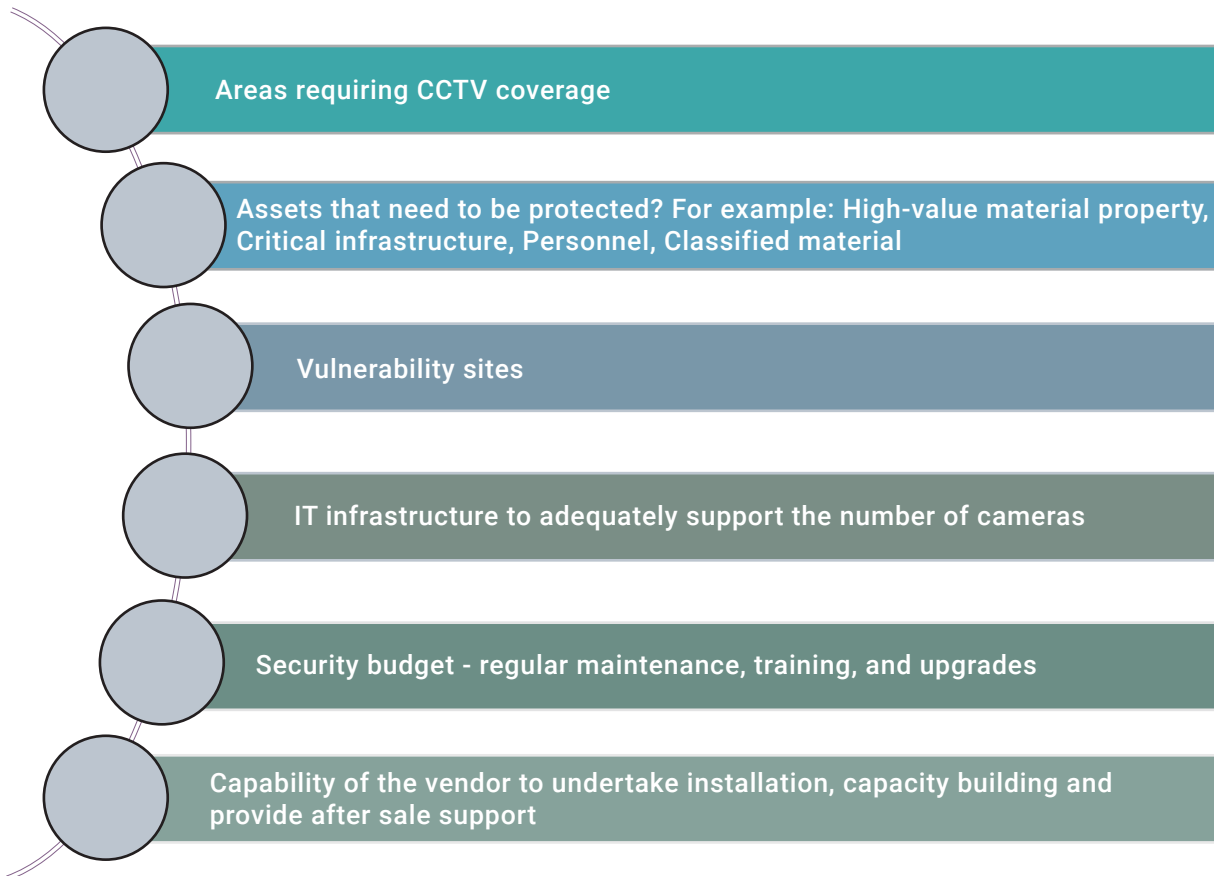 Areas requiring CCTV coverage
Assets that need to be protected? For example: High-value material property,
Critical infrastructure, Personnel, Classified material
Vulnerability sites
IT infrastructure to adequately support the number of cameras
Security budget - regular maintenance, training, and upgrades
Capability of the vendor to undertake installation, capacity building and
provide after sale support